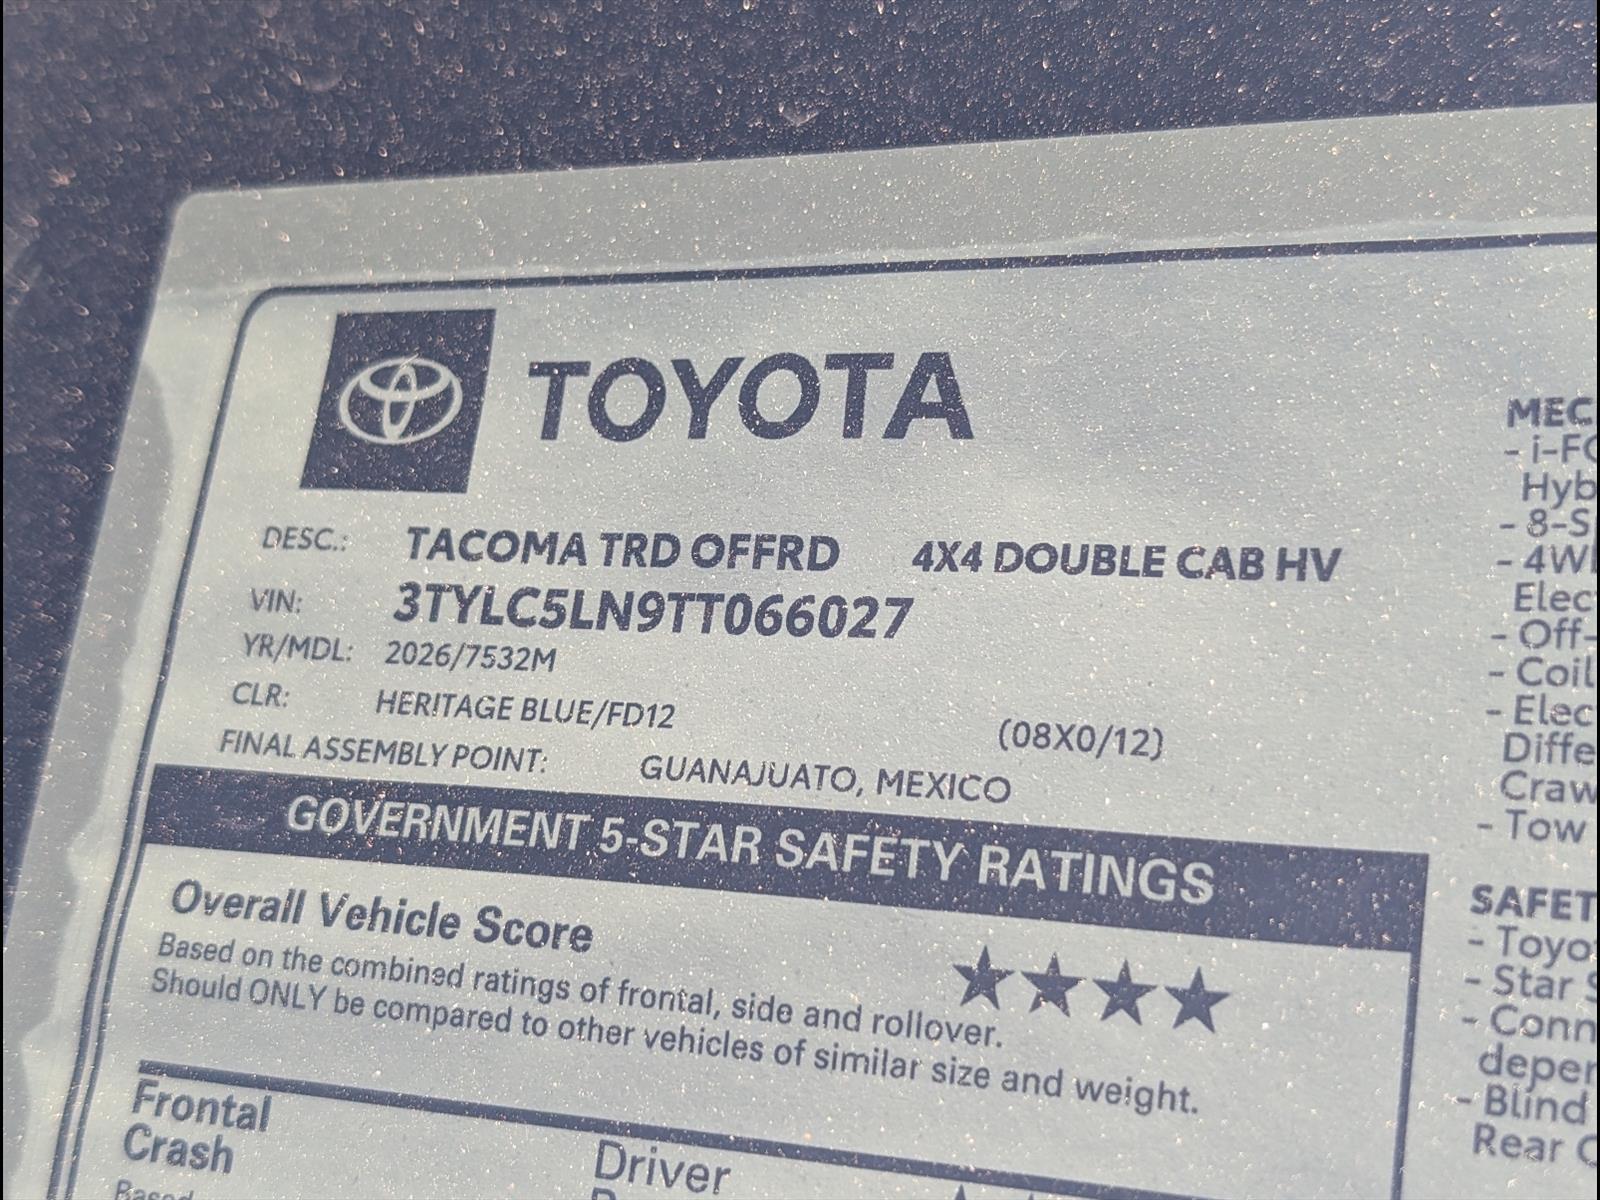 TOYOTA
DESC.: TACOMA TRD OFFRD 4X4 DOUBLE CAB HV
VIN: 3TYLC5LN9TT066027
YR/MDL: 2026/7532M
CLR: HERITAGE BLUE/FD12 (08X0/12)
FINAL ASSEMBLY POINT: GUANAJUATO, MEXICO
GOVERNMENT 5-STAR SAFETY RATINGS
Overall Vehicle Score ★★★★
Based on the combined ratings of frontal, side and rollover.
Should ONLY be compared to other vehicles of similar size and weight.
Frontal
Crash
Driver
Based
MEC
- i-FO
Hyb
- 8-S
- 4W
Elec
- Off-
- Coil
- Elec
Diffe
Craw
- Tow
SAFET
- Toyo
- Star S
- Conn
depen
- Blind
Rear C